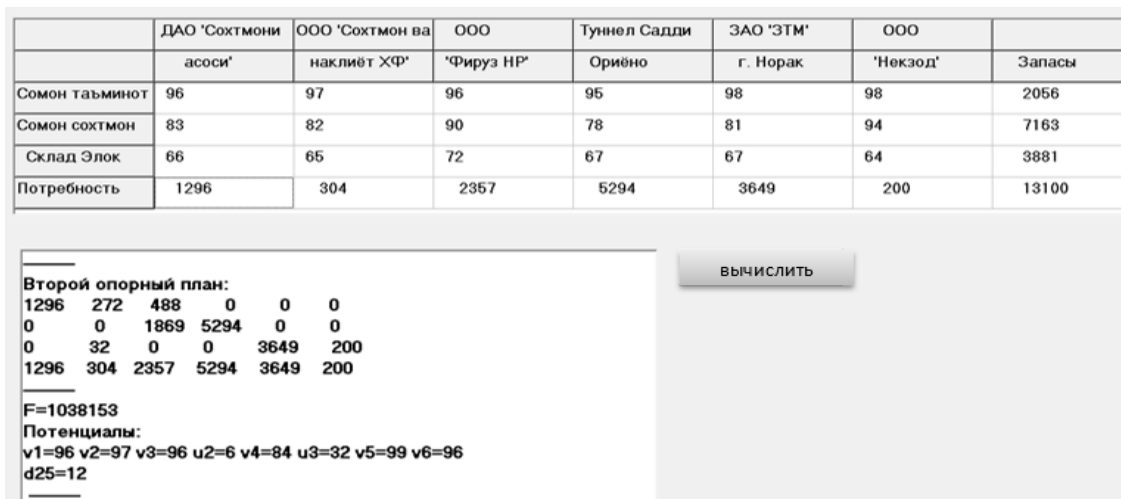 ДАО 'Сохтмони ООО 'Сохтмон ва ООО Туннел Садди ЗАО 'ЗТМ' ООО
асоси' наклиёт ХФ' 'Фируз НР' Ориёно г. Норак 'Некзод' Запасы
Сомон таъминот 96 97 96 95 98 98 2056
Сомон сохтмон 83 82 90 78 81 94 7163
Склад Элок 66 65 72 67 67 64 3881
Потребность 1296 304 2357 5294 3649 200 13100
вычислить
Второй опорный план:
1296 272 488 0 0 0
0 0 1869 5294 0 0
0 32 0 0 3649 200
1296 304 2357 5294 3649 200
F=1038153
Потенциалы:
v1=96 v2=97 v3=96 u2=6 v4=84 u3=32 v5=99 v6=96
d25=12